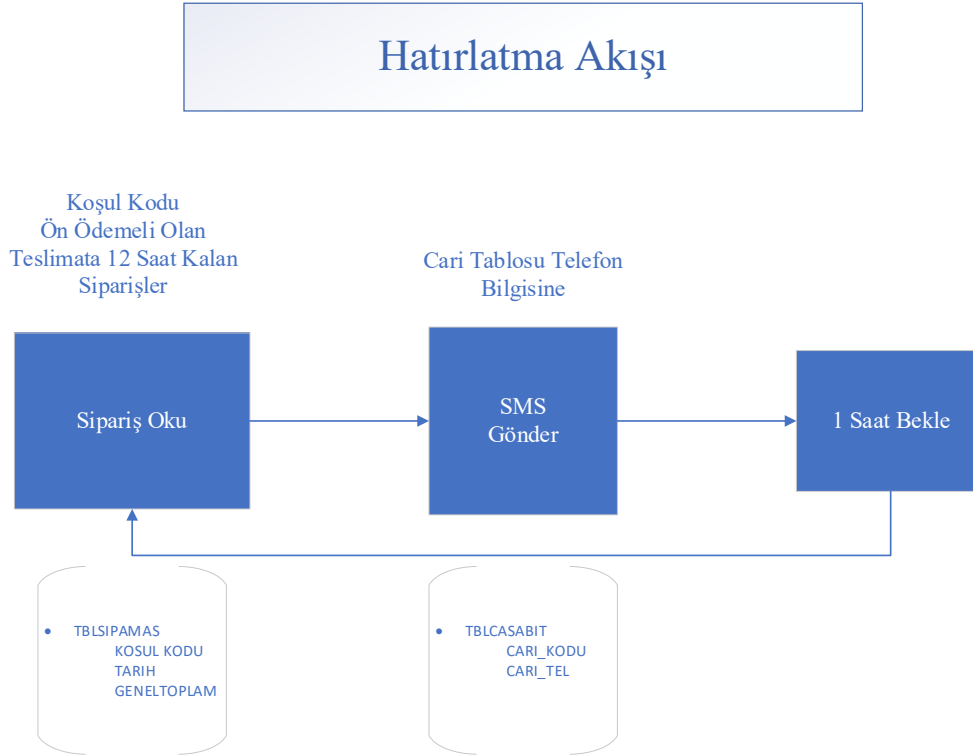 Hatırlatma Akışı
Koşul Kodu
Ön Ödemeli Olan
Teslimata 12 Saat Kalan
Siparişler
Cari Tablosu Telefon
Bilgisine
Sipariş Oku
SMS
Gönder
1 Saat Bekle
• TBLSIPAMAS
KOSUL KODU
TARIH
GENELTOPLAM
• TBLCASABIT
CARI_KODU
CARI_TEL